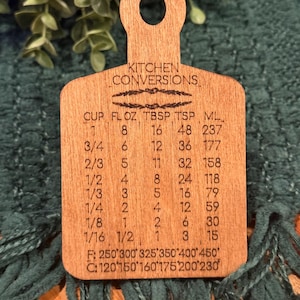 KITCHEN
CONVERSIONS
CUP FL OZ TBSP TSP ML
1 8 16 48 237
3/4 6 12 36 177
2/3 5 11 32 158
1/2 4 8 24 118
1/3 3 5 16 79
1/4 2 4 12 59
1/8 1 2 6 30
1/16 1/2 1 3 15
F: 250°300°325°350°400°450°
C: 120°150°160°175°200°230°